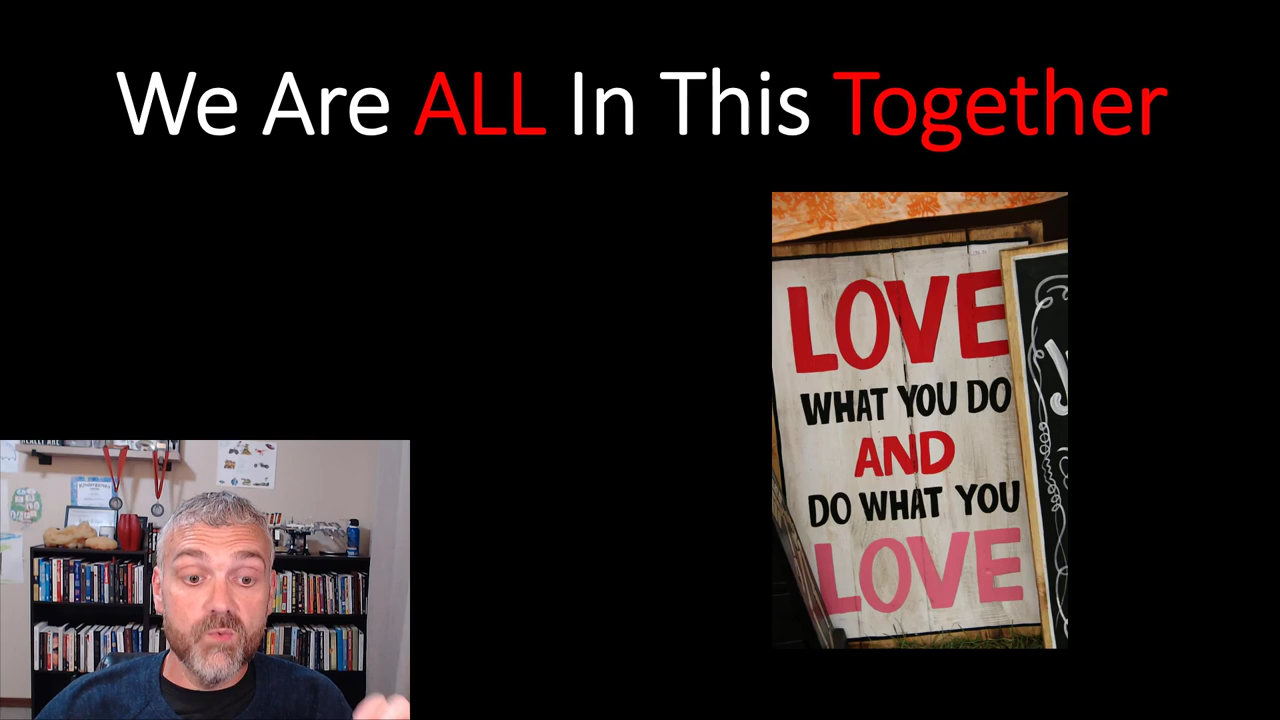 We Are ALL In This Together
LOVE
WHAT YOU DO
AND
DO WHAT YOU
LOVE